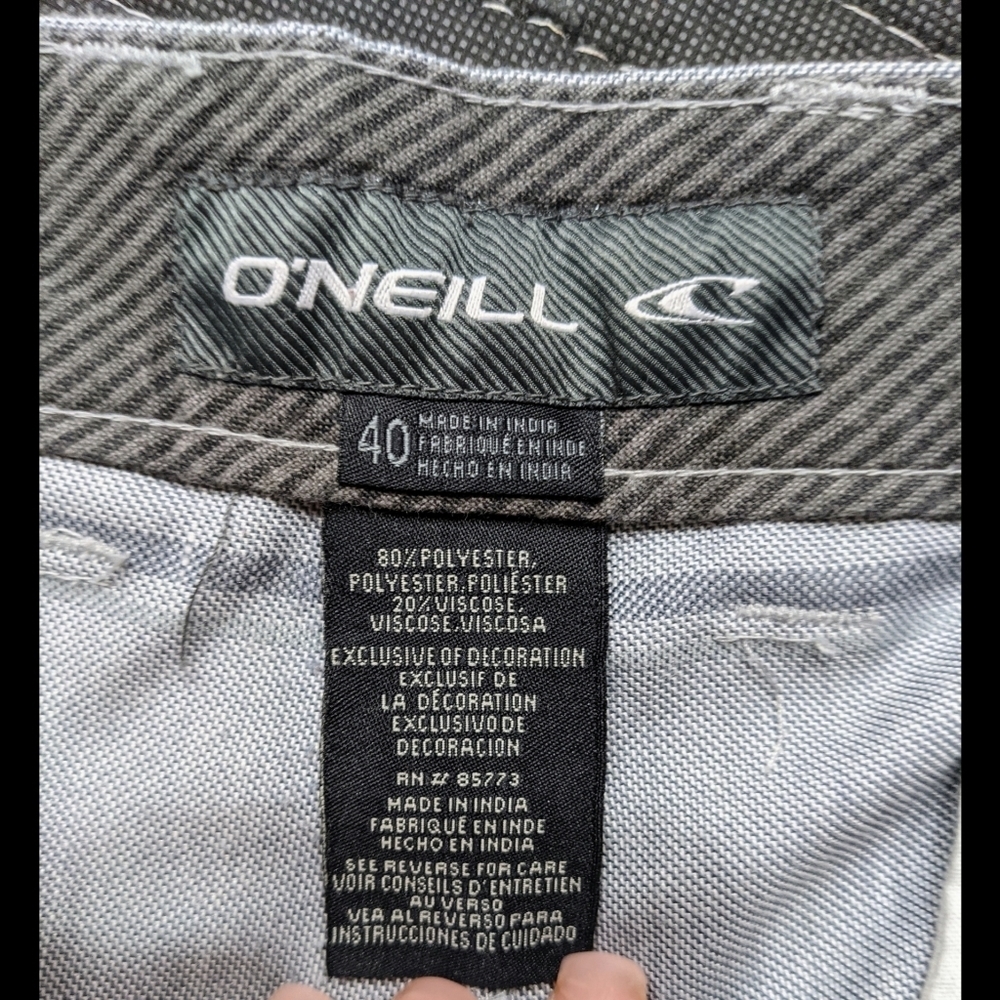 O'NEILL
40
MADE IN INDIA
FABRIQUÉ EN INDE
HECHO EN INDIA
80% POLYESTER,
POLYESTER, POLIÉSTER
20% VISCOSE,
VISCOSE, VISCOSA
EXCLUSIVE OF DECORATION
EXCLUSIF DE
LA DÉCORATION
EXCLUSIVO DE
DECORACION
RN # 85773
MADE IN INDIA
FABRIQUÉ EN INDE
HECHO EN INDIA
SEE REVERSE FOR CARE
VOIR CONSEILS D'ENTRETIEN
AU VERSO
VEA AL REVERSO PARA
INSTRUCCIONES DE CUIDADO